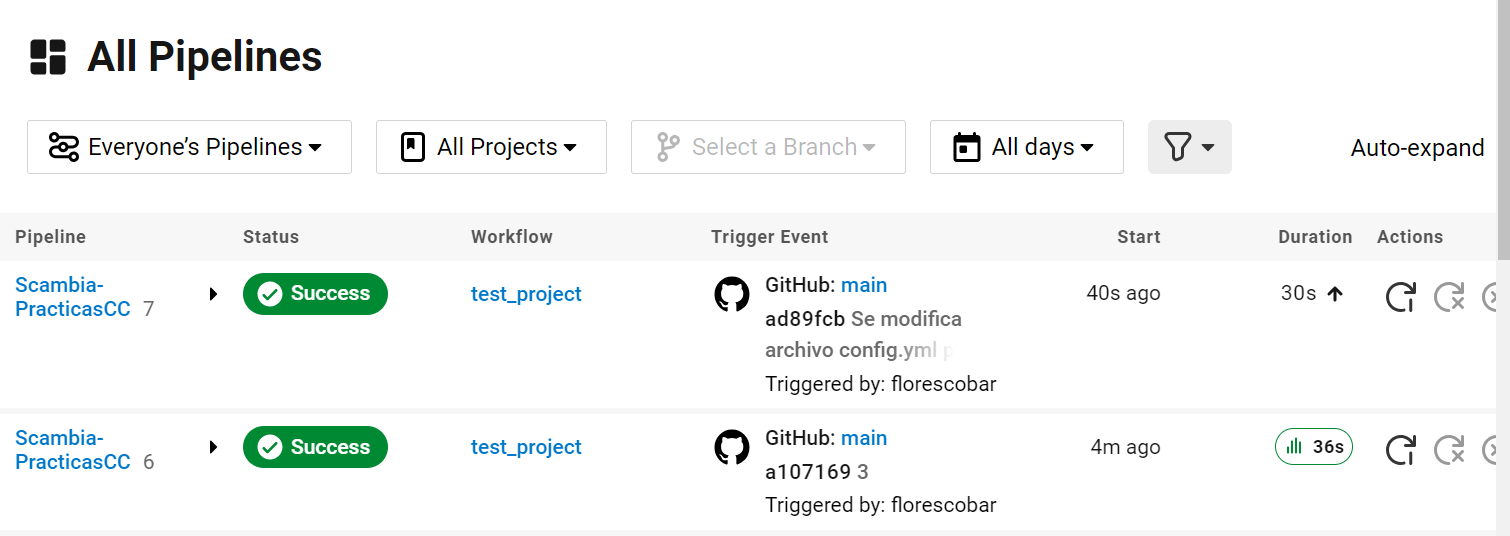 All Pipelines
Everyone’s Pipelines
All Projects
Select a Branch
All days
Auto-expand
Pipeline Status Workflow Trigger Event Start Duration Actions
Scambia-
PracticasCC 7
Success
test_project
GitHub: main
ad89fcb Se modifica
archivo config.yml p
Triggered by: florescobar
40s ago
30s
Scambia-
PracticasCC 6
Success
test_project
GitHub: main
a107169 3
Triggered by: florescobar
4m ago
36s